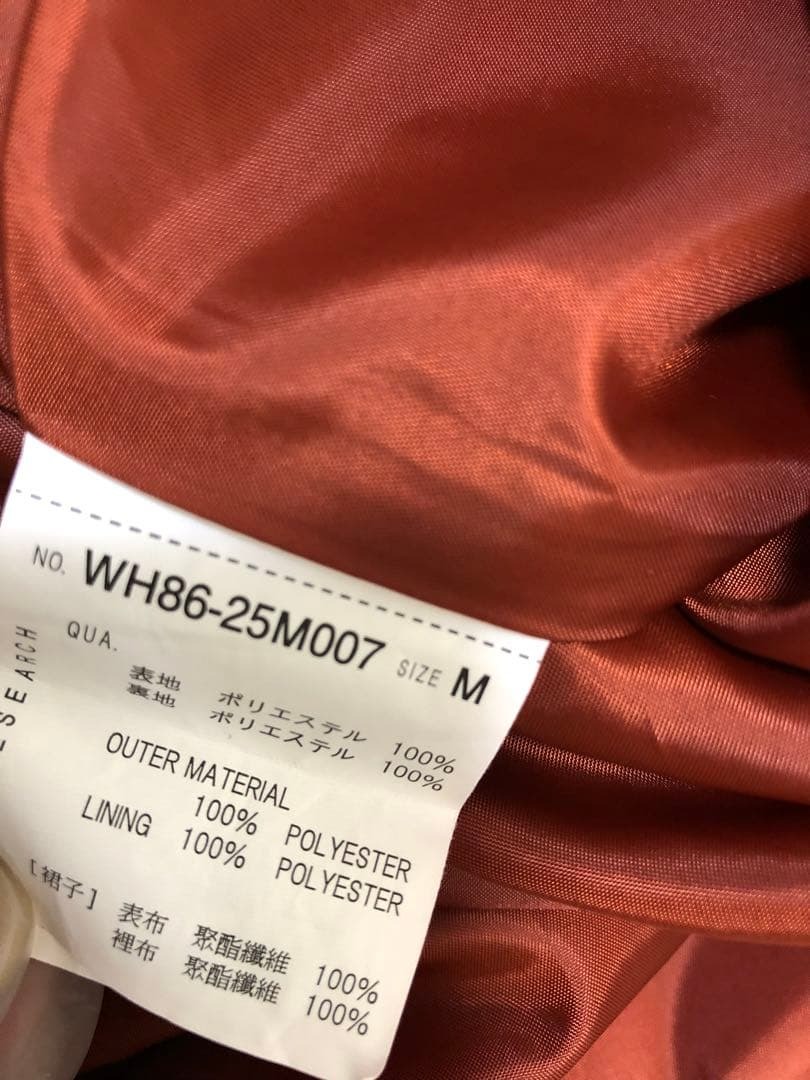 NO. WH86-25M007 SIZE M
QUA.
表地 ポリエステル 100%
裏地 ポリエステル 100%
OUTER MATERIAL
100% POLYESTER
LINING 100% POLYESTER
[裙子] 表布 聚酯纖維 100%
裡布 聚酯纖維 100%
ESEARCH